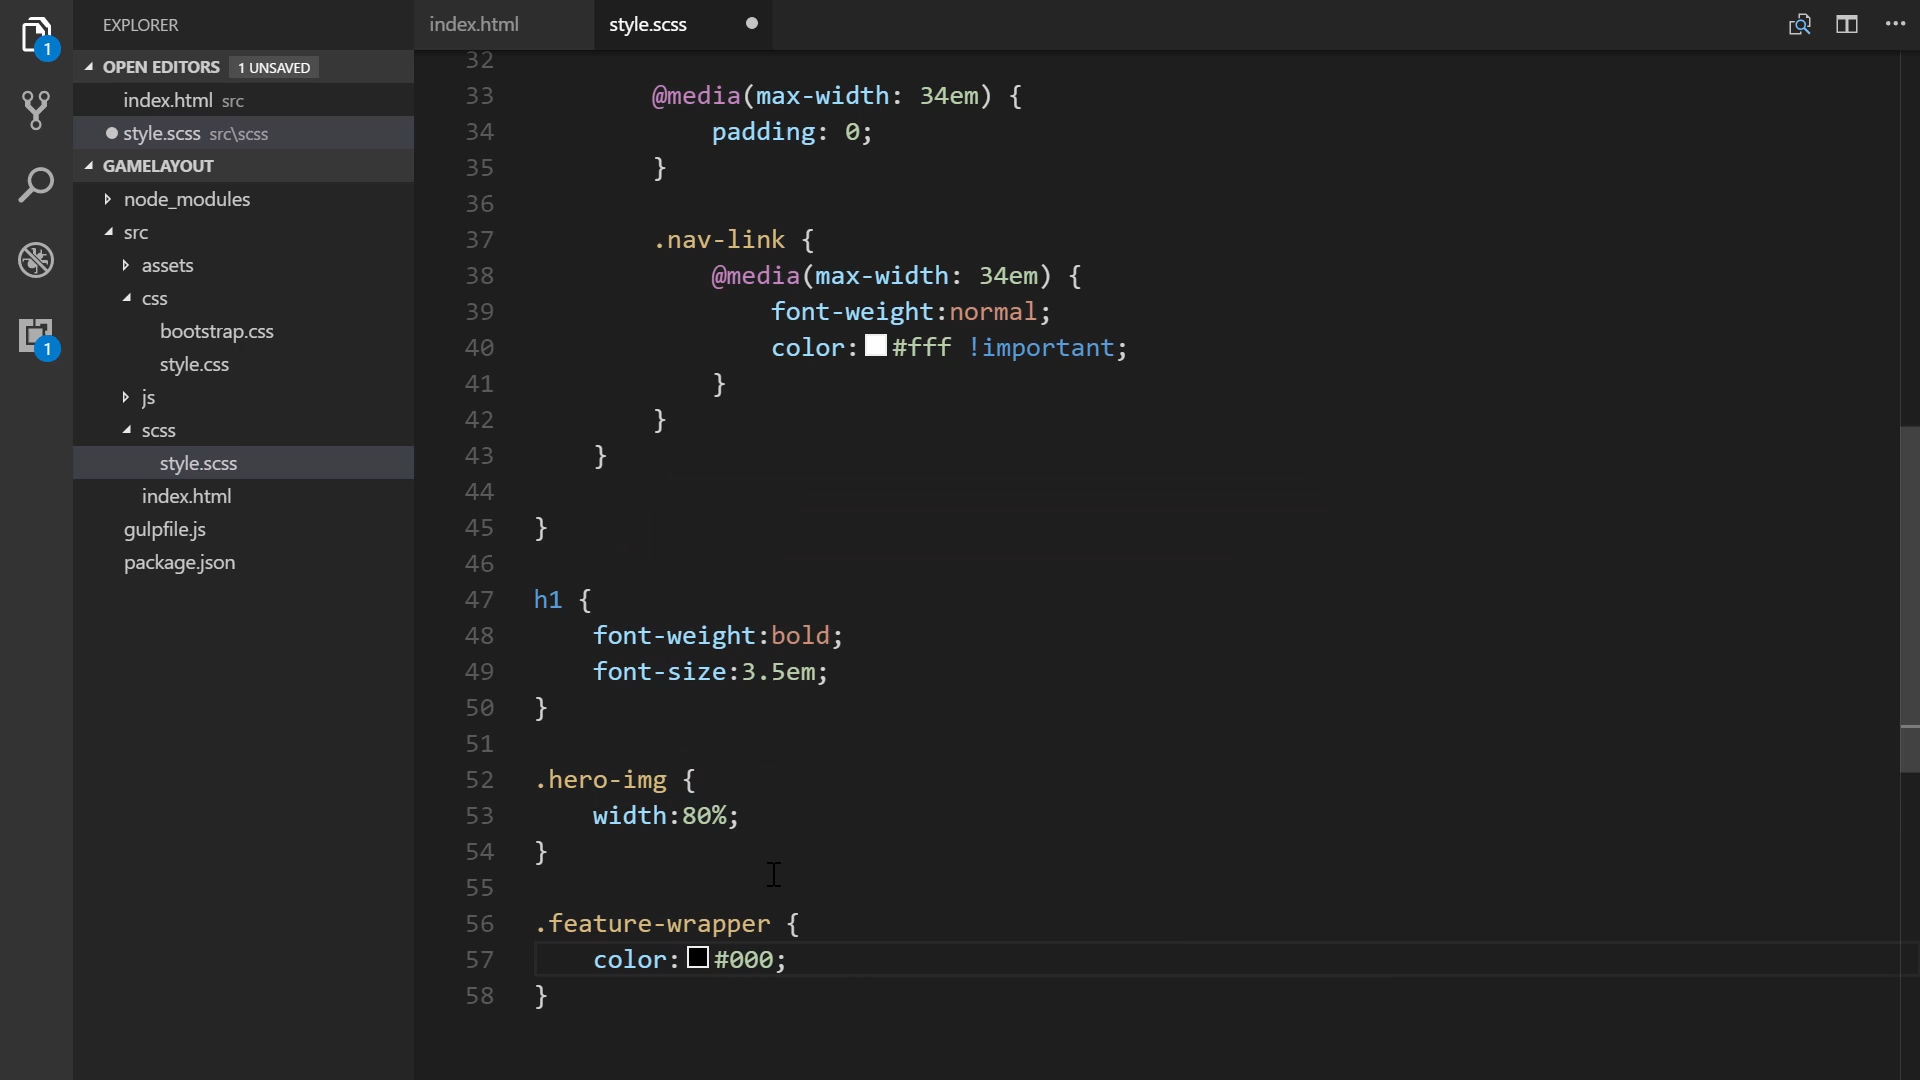 EXPLORER
OPEN EDITORS 1 UNSAVED
index.html src
style.scss src\scss
GAMELAYOUT
node_modules
src
assets
css
bootstrap.css
style.css
js
scss
style.scss
index.html
gulpfile.js
package.json
1
1
index.html
style.scss
32
33 @media(max-width: 34em) {
34 padding: 0;
35 }
36
37 .nav-link {
38 @media(max-width: 34em) {
39 font-weight:normal;
40 color:#fff !important;
41 }
42 }
43 }
44
45 }
46
47 h1 {
48 font-weight:bold;
49 font-size:3.5em;
50 }
51
52 .hero-img {
53 width:80%;
54 }
55
56 .feature-wrapper {
57 color:#000;
58 }